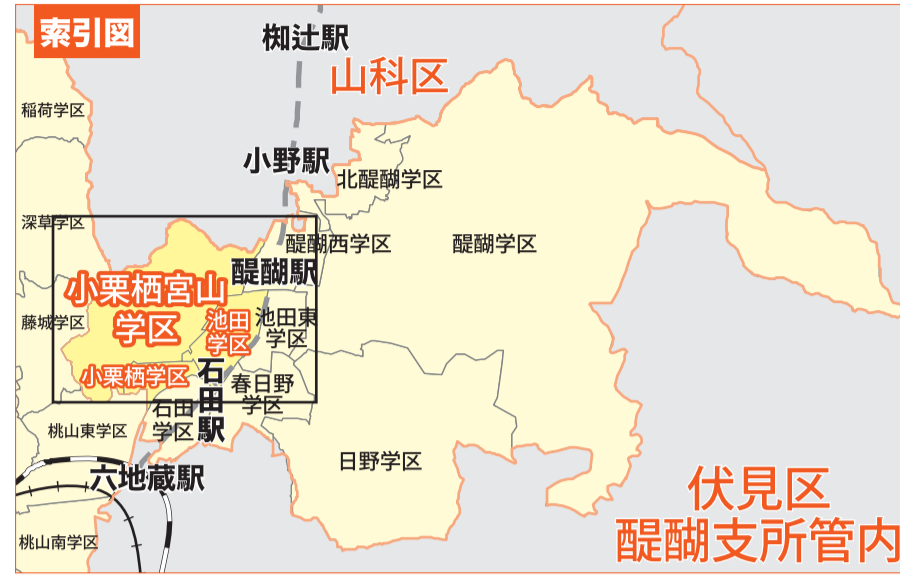 索引図
椥辻駅
山科区
稲荷学区
小野駅
北醍醐学区
深草学区
醍醐西学区
醍醐学区
醍醐駅
小栗栖宮山
学区
池田
学区
池田東
学区
藤城学区
小栗栖学区
石田駅
春日野
学区
石田
学区
桃山東学区
日野学区
六地蔵駅
伏見区
醍醐支所管内
桃山南学区